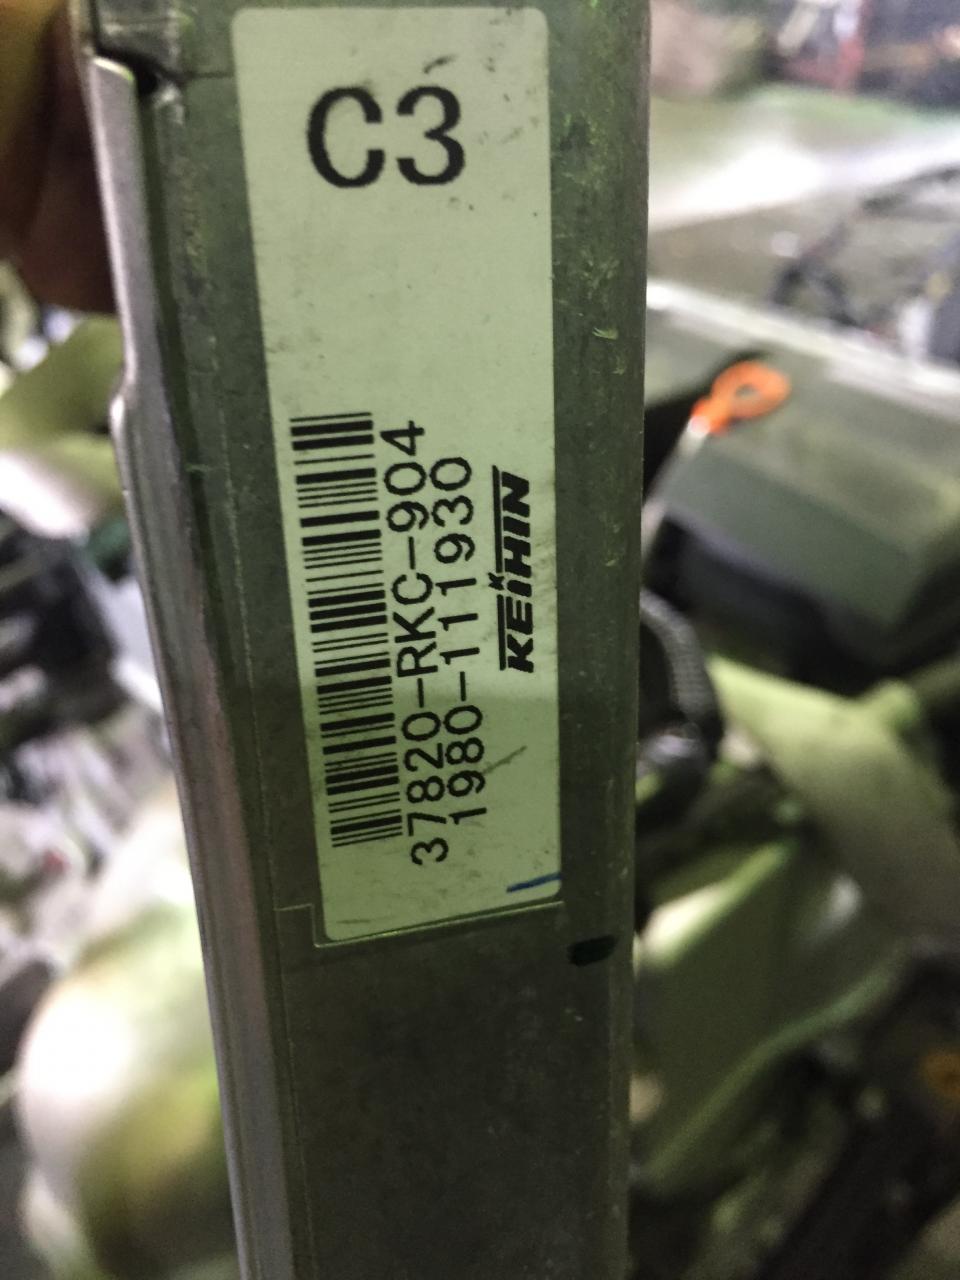 C3
37820-RKC-904
1980-111930
KEIHIN